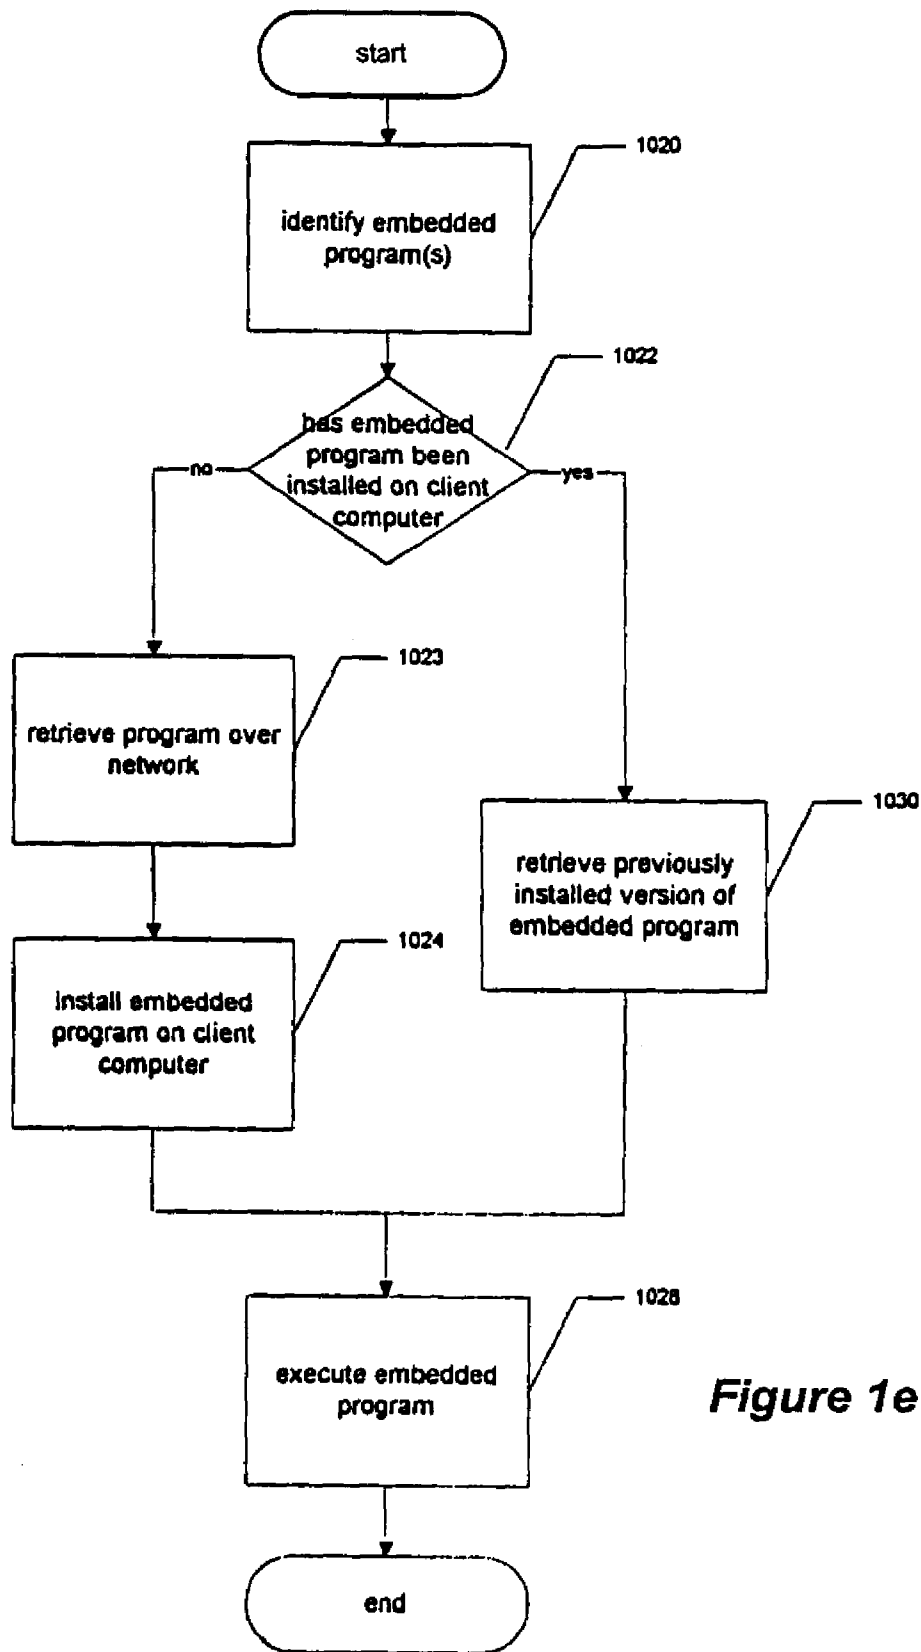 start
1020
identify embedded
program(s)
1022
has embedded
program been
installed on client
computer
no
yes
1023
retrieve program over
network
1030
retrieve previously
installed version of
embedded program
1024
install embedded
program on client
computer
1028
execute embedded
program
Figure 1e
end